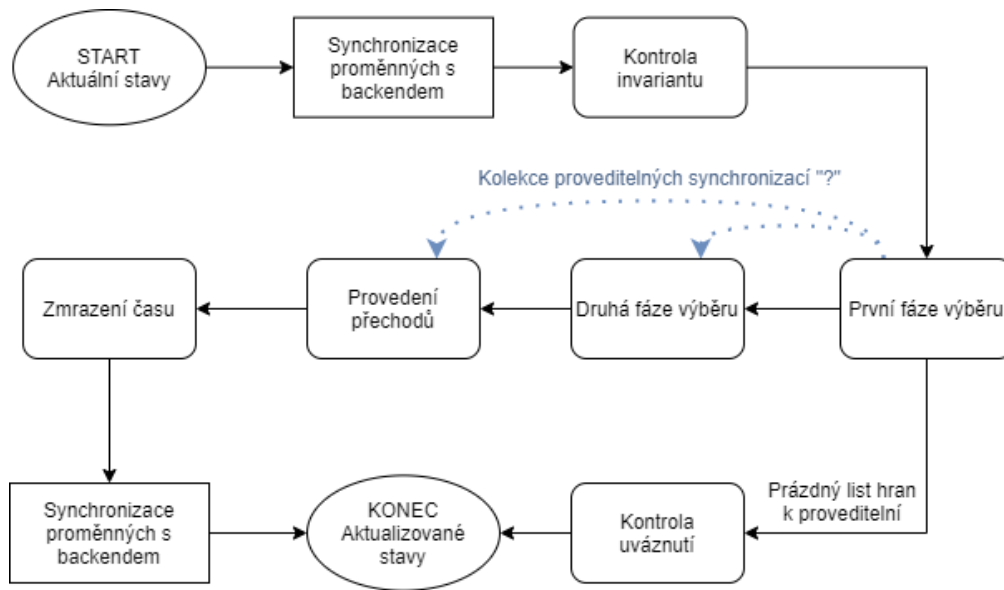 START
Aktuální stavy
Synchronizace
proměnných s
backendem
Kontrola
invariantu
Kolekce proveditelných synchronizací "?"
Zmrazení času
Provedení
přechodů
Druhá fáze výběru
První fáze výběru
Synchronizace
proměnných s
backendem
KONEC
Aktualizované
stavy
Kontrola
uváznutí
Prázdný list hran
k proveditelní